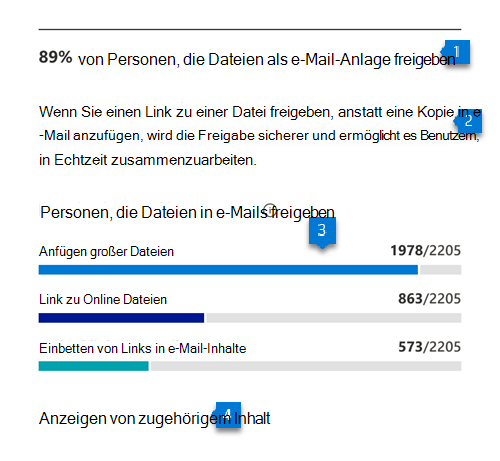 89% von Personen, die Dateien als e-Mail-Anlage freigeben 1
Wenn Sie einen Link zu einer Datei freigeben, anstatt eine Kopie in e
-Mail anzufügen, wird die Freigabe sicherer und ermöglicht es Benutzern, 2
in Echtzeit zusammenzuarbeiten.
Personen, die Dateien in e-Mails freigeben
3
Anfügen großer Dateien 1978/2205
Link zu Online Dateien 863/2205
Einbetten von Links in e-Mail-Inhalte 573/2205
Anzeigen von zugehörigem Inhalt 4